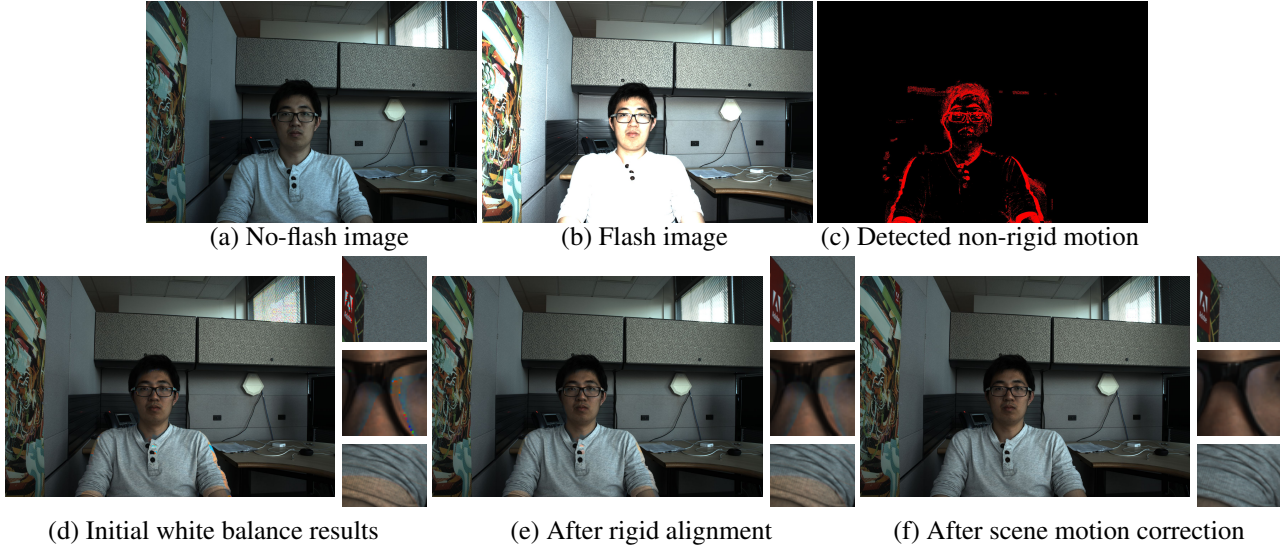 (a) No-flash image
(b) Flash image
(c) Detected non-rigid motion
(d) Initial white balance results
(e) After rigid alignment
(f) After scene motion correction